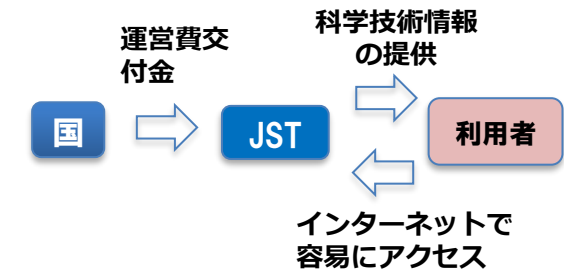 運営費交
付金
科学技術情報
の提供
国
JST
利用者
インターネットで
容易にアクセス